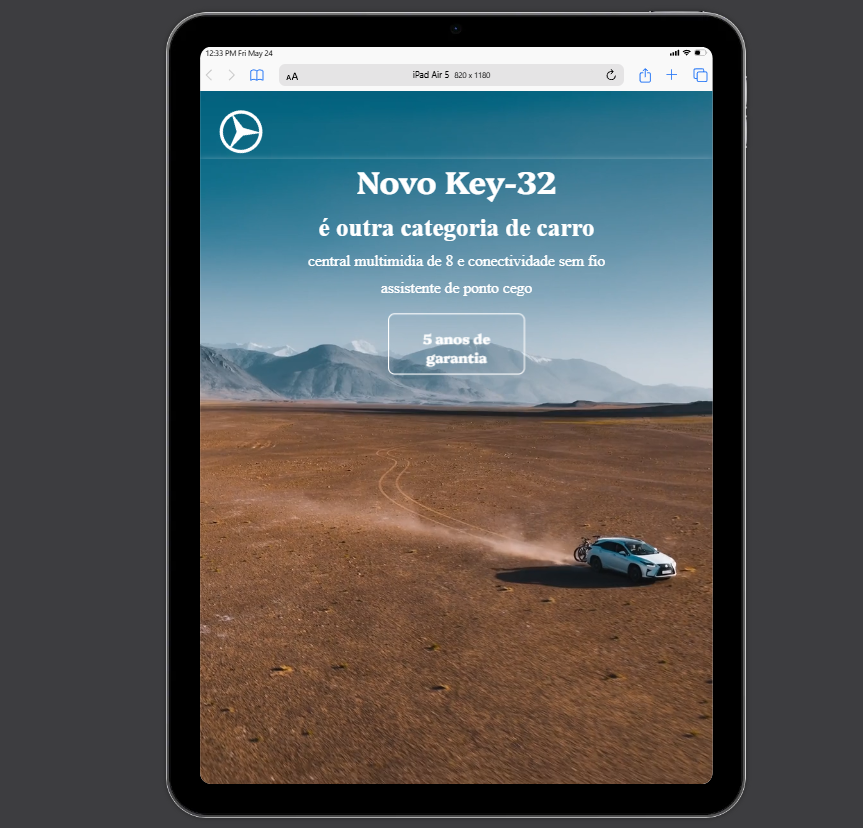 12:33 PM Fri May 24
AA
iPad Air 5 820 x 1180
Novo Key-32
é outra categoria de carro
central multimidia de 8 e conectividade sem fio
assistente de ponto cego
5 anos de
garantia